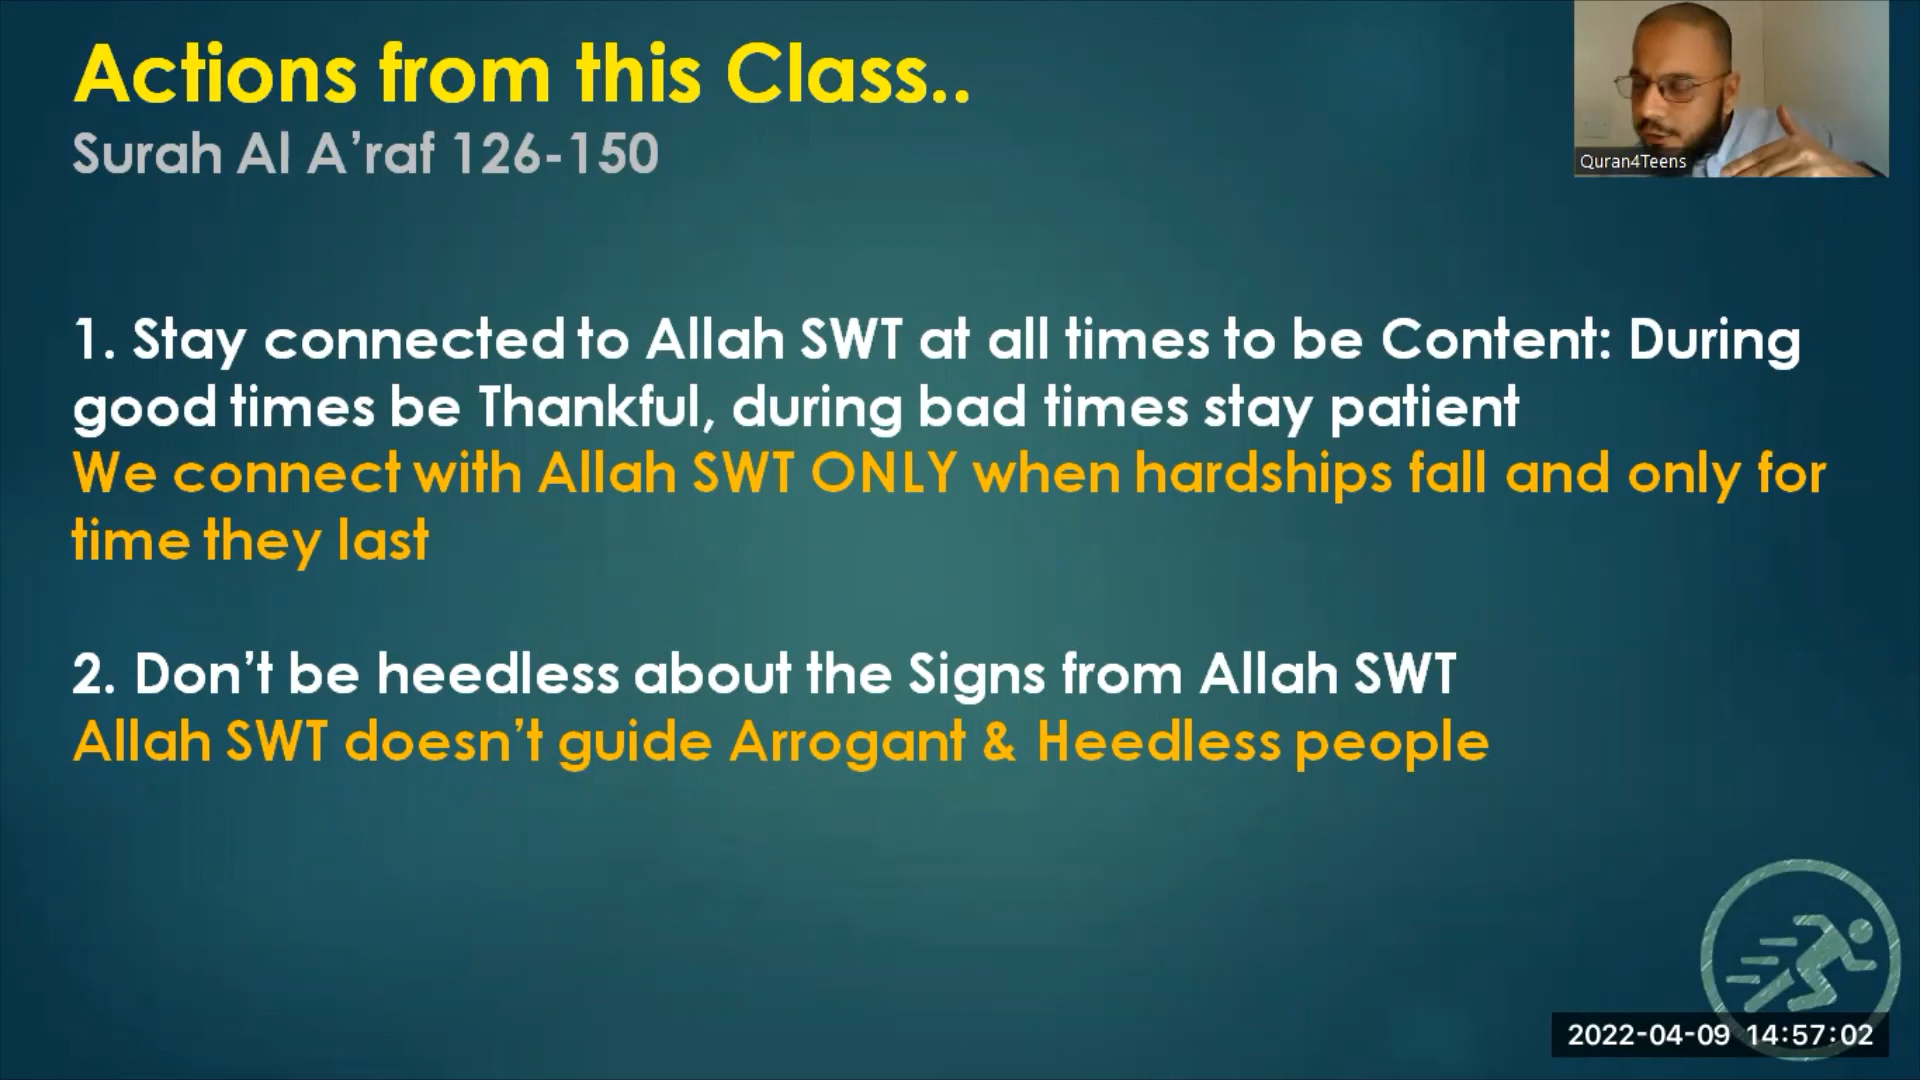 Actions from this Class..
Surah Al A’raf 126-150
Quran4Teens
1. Stay connected to Allah SWT at all times to be Content: During
good times be Thankful, during bad times stay patient
We connect with Allah SWT ONLY when hardships fall and only for
time they last
2. Don’t be heedless about the Signs from Allah SWT
Allah SWT doesn’t guide Arrogant & Heedless people
2022-04-09 14:57:02